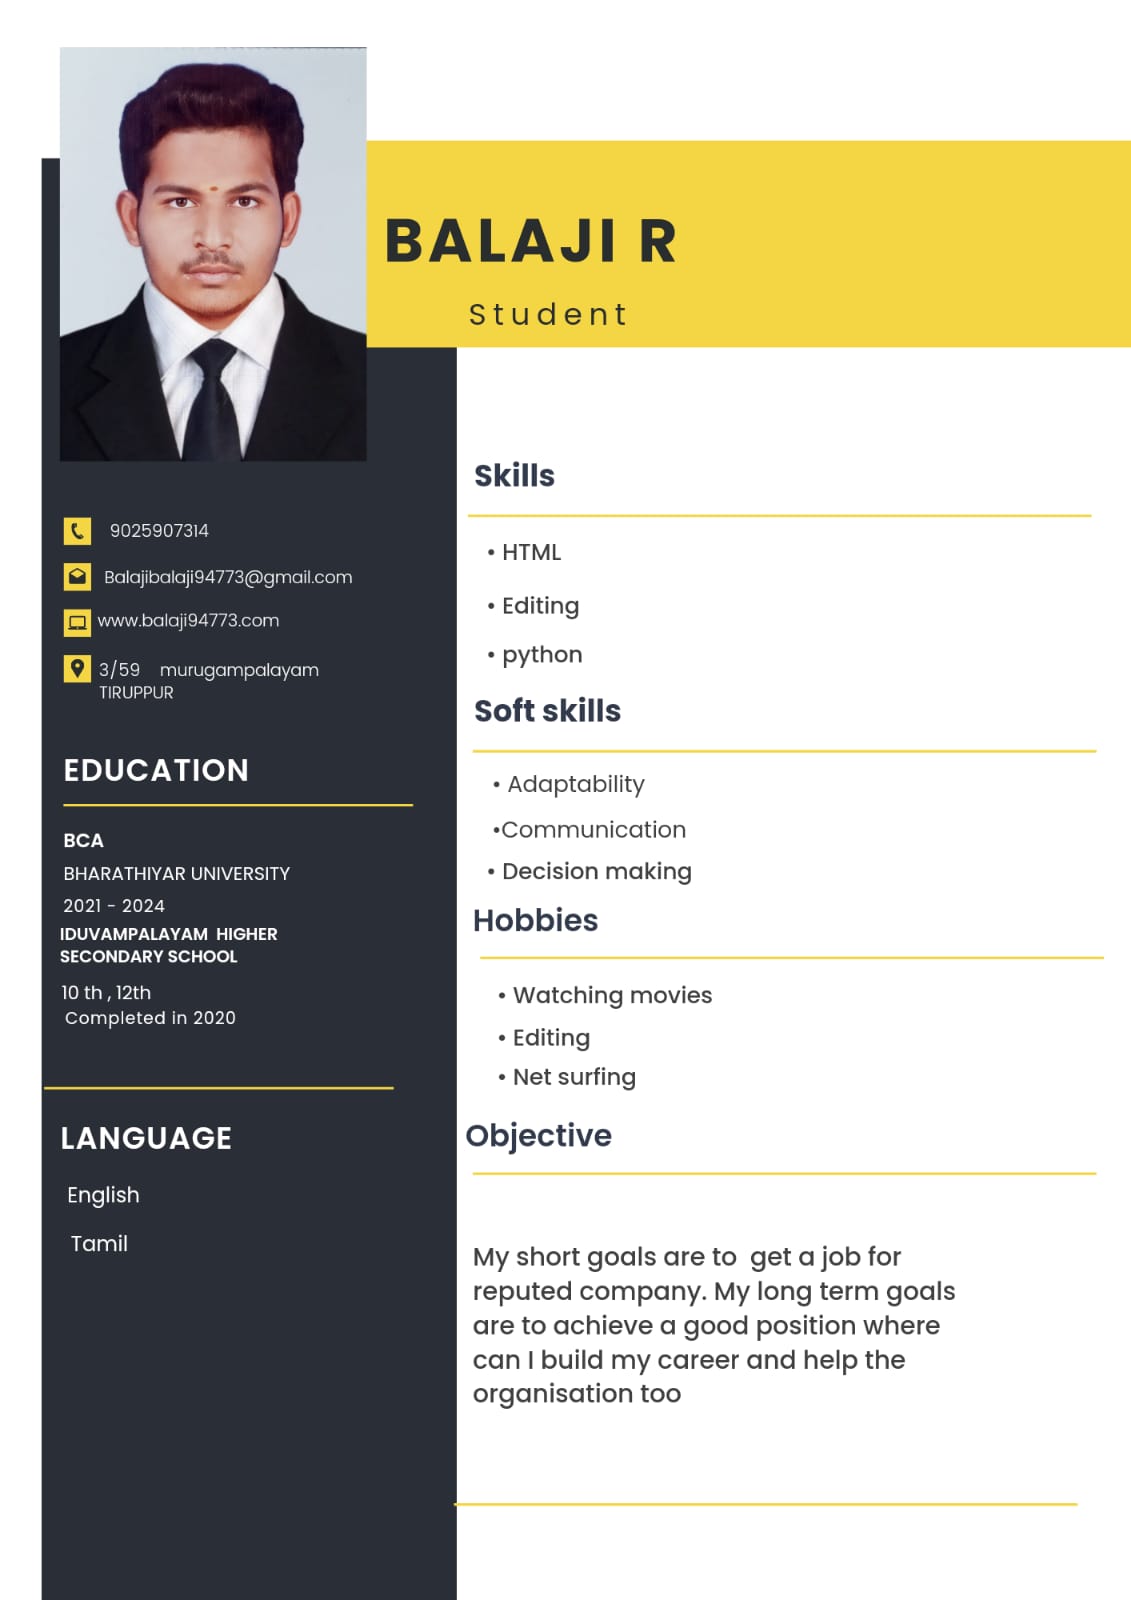 BALAJI R
Student
9025907314
Balajibalaji94773@gmail.com
www.balaji94773.com
3/59 murugampalayam
TIRUPPUR
EDUCATION
BCA
BHARATHIYAR UNIVERSITY
2021 - 2024
IDUVAMPALAYAM HIGHER
SECONDARY SCHOOL
10 th , 12th
Completed in 2020
LANGUAGE
English
Tamil
Skills
• HTML
• Editing
• python
Soft skills
• Adaptability
•Communication
• Decision making
Hobbies
• Watching movies
• Editing
• Net surfing
Objective
My short goals are to get a job for
reputed company. My long term goals
are to achieve a good position where
can I build my career and help the
organisation too